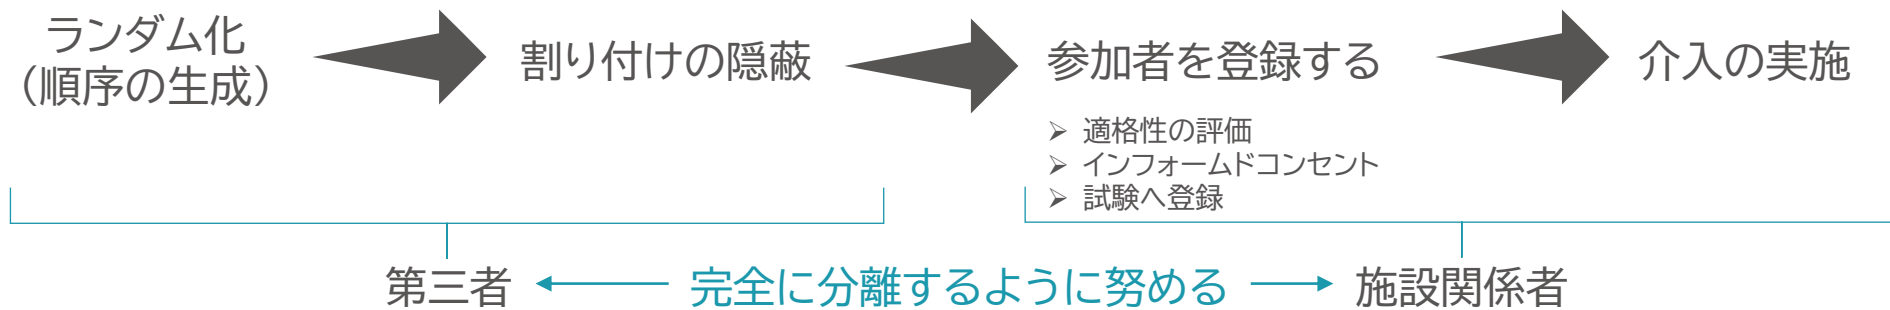 ランダム化
（順序の生成）
割り付けの隠蔽
参加者を登録する
介入の実施
➢ 適格性の評価
➢ インフォームドコンセント
➢ 試験へ登録
第三者
完全に分離するように努める
施設関係者